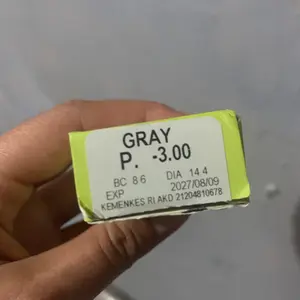 GRAY
P. -3.00
BC 8.6 DIA 14.4
EXP 2027/08/09
KEMENKES RI AKD 21204810678